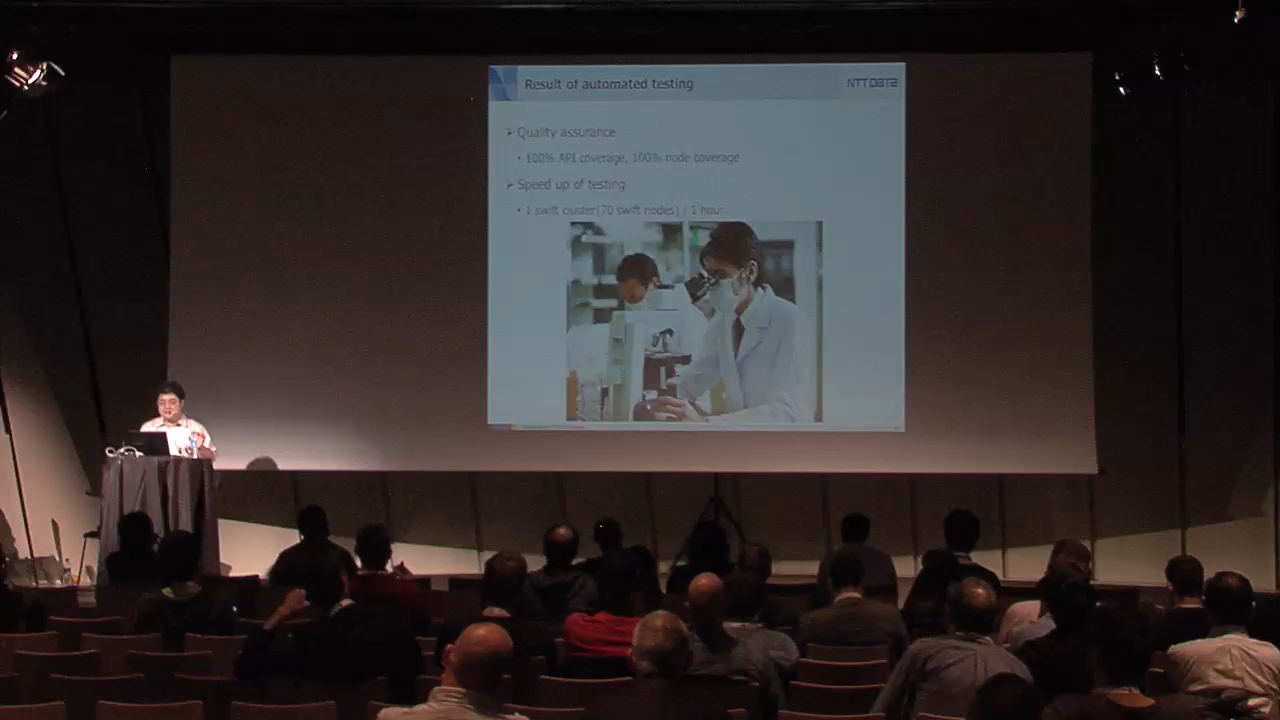 Result of automated testing
NTT DATA
➢ Quality assurance
• 100% API coverage, 100% node coverage
➢ Speed up of testing
• 1 swift cluster(70 swift nodes) / 1 hour